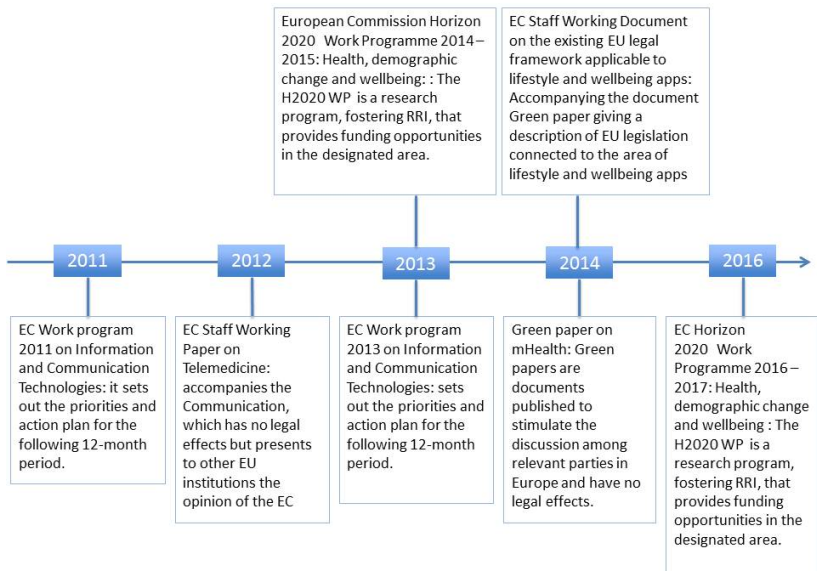 European Commission Horizon
2020 Work Programme 2014 –
2015: Health, demographic
change and wellbeing: : The
H2020 WP is a research
program, fostering RRI, that
provides funding opportunities
in the designated area.
EC Staff Working Document
on the existing EU legal
framework applicable to
lifestyle and wellbeing apps:
Accompanying the document
Green paper giving a
description of EU legislation
connected to the area of
lifestyle and wellbeing apps
2011
2012
2013
2014
2016
EC Work program
2011 on Information
and Communication
Technologies: it sets
out the priorities and
action plan for the
following 12-month
period.
EC Staff Working
Paper on
Telemedicine:
accompanies the
Communication,
which has no legal
effects but presents
to other EU
institutions the
opinion of the EC
EC Work program
2013 on Information
and Communication
Technologies: sets
out the priorities and
action plan for the
following 12-month
period.
Green paper on
mHealth: Green
papers are
documents
published to
stimulate the
discussion among
relevant parties in
Europe and have no
legal effects.
EC Horizon
2020 Work
Programme 2016 –
2017: Health,
demographic change
and wellbeing : The
H2020 WP is a
research program,
fostering RRI, that
provides funding
opportunities in the
designated area.